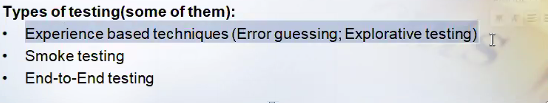 Types of testing(some of them):
• Experience based techniques (Error guessing; Explorative testing)
• Smoke testing
• End-to-End testing